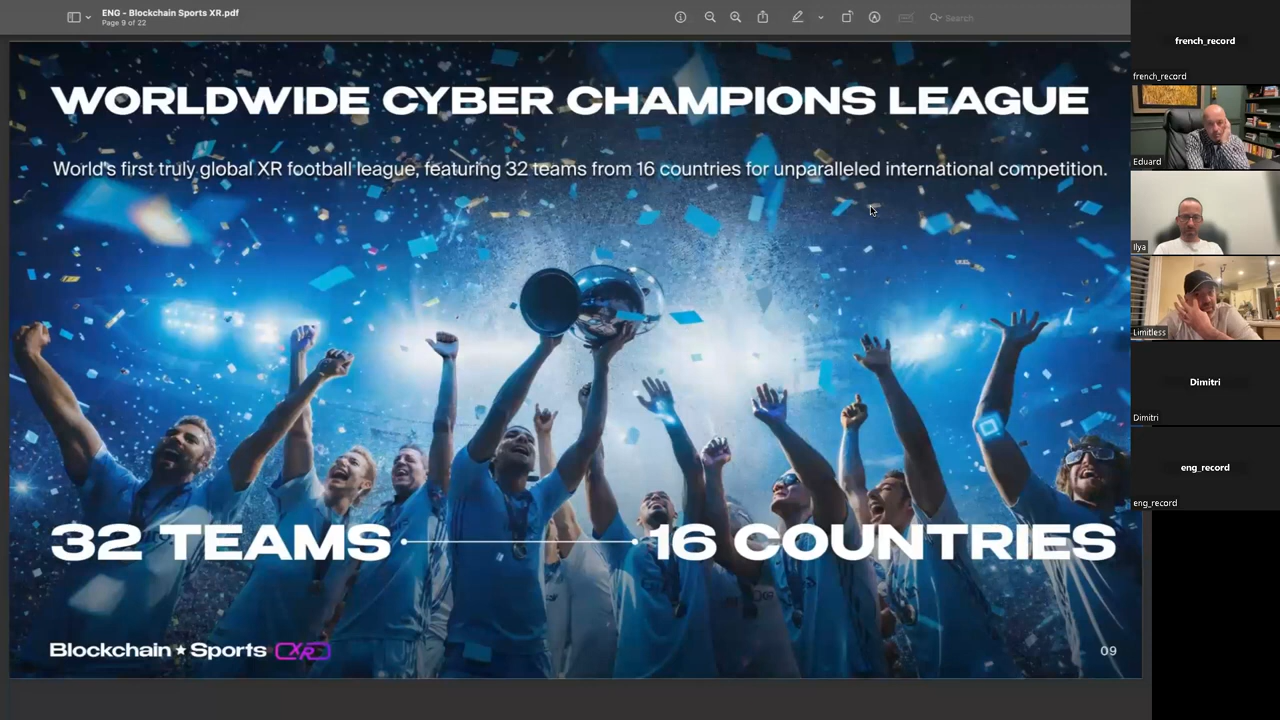 ENG - Blockchain Sports XR.pdf
Page 9 of 22
Search
WORLDWIDE CYBER CHAMPIONS LEAGUE
World's first truly global XR football league, featuring 32 teams from 16 countries for unparalleled international competition.
32 TEAMS
16 COUNTRIES
Blockchain Sports XR
09
french_record
french_record
Eduard
Ilya
Limitless
Dimitri
Dimitri
eng_record
eng_record